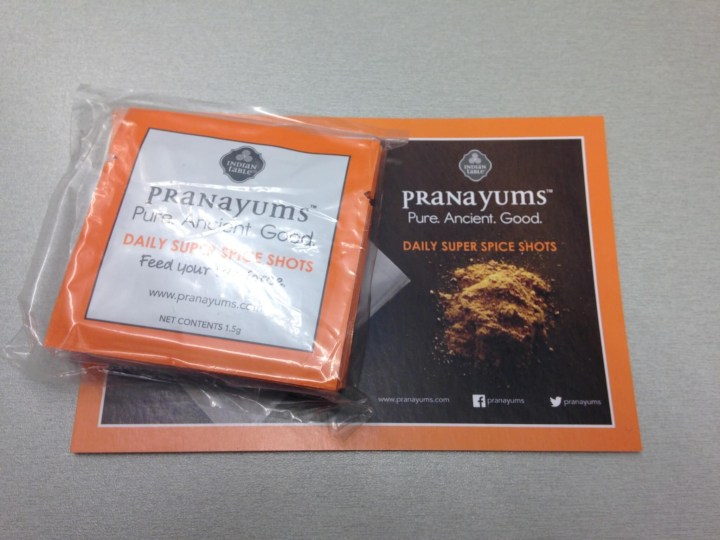 INDIAN
TABLE
PRANAYUMS™
Pure. Ancient. Good.
DAILY SUPER SPICE SHOTS
Feed your
www.pranayums.com
NET CONTENTS 1.5g
INDIAN
TABLE
PRANAYUMS™
Pure. Ancient. Good.
DAILY SUPER SPICE SHOTS
www.pranayums.com
pranayums
pranayums